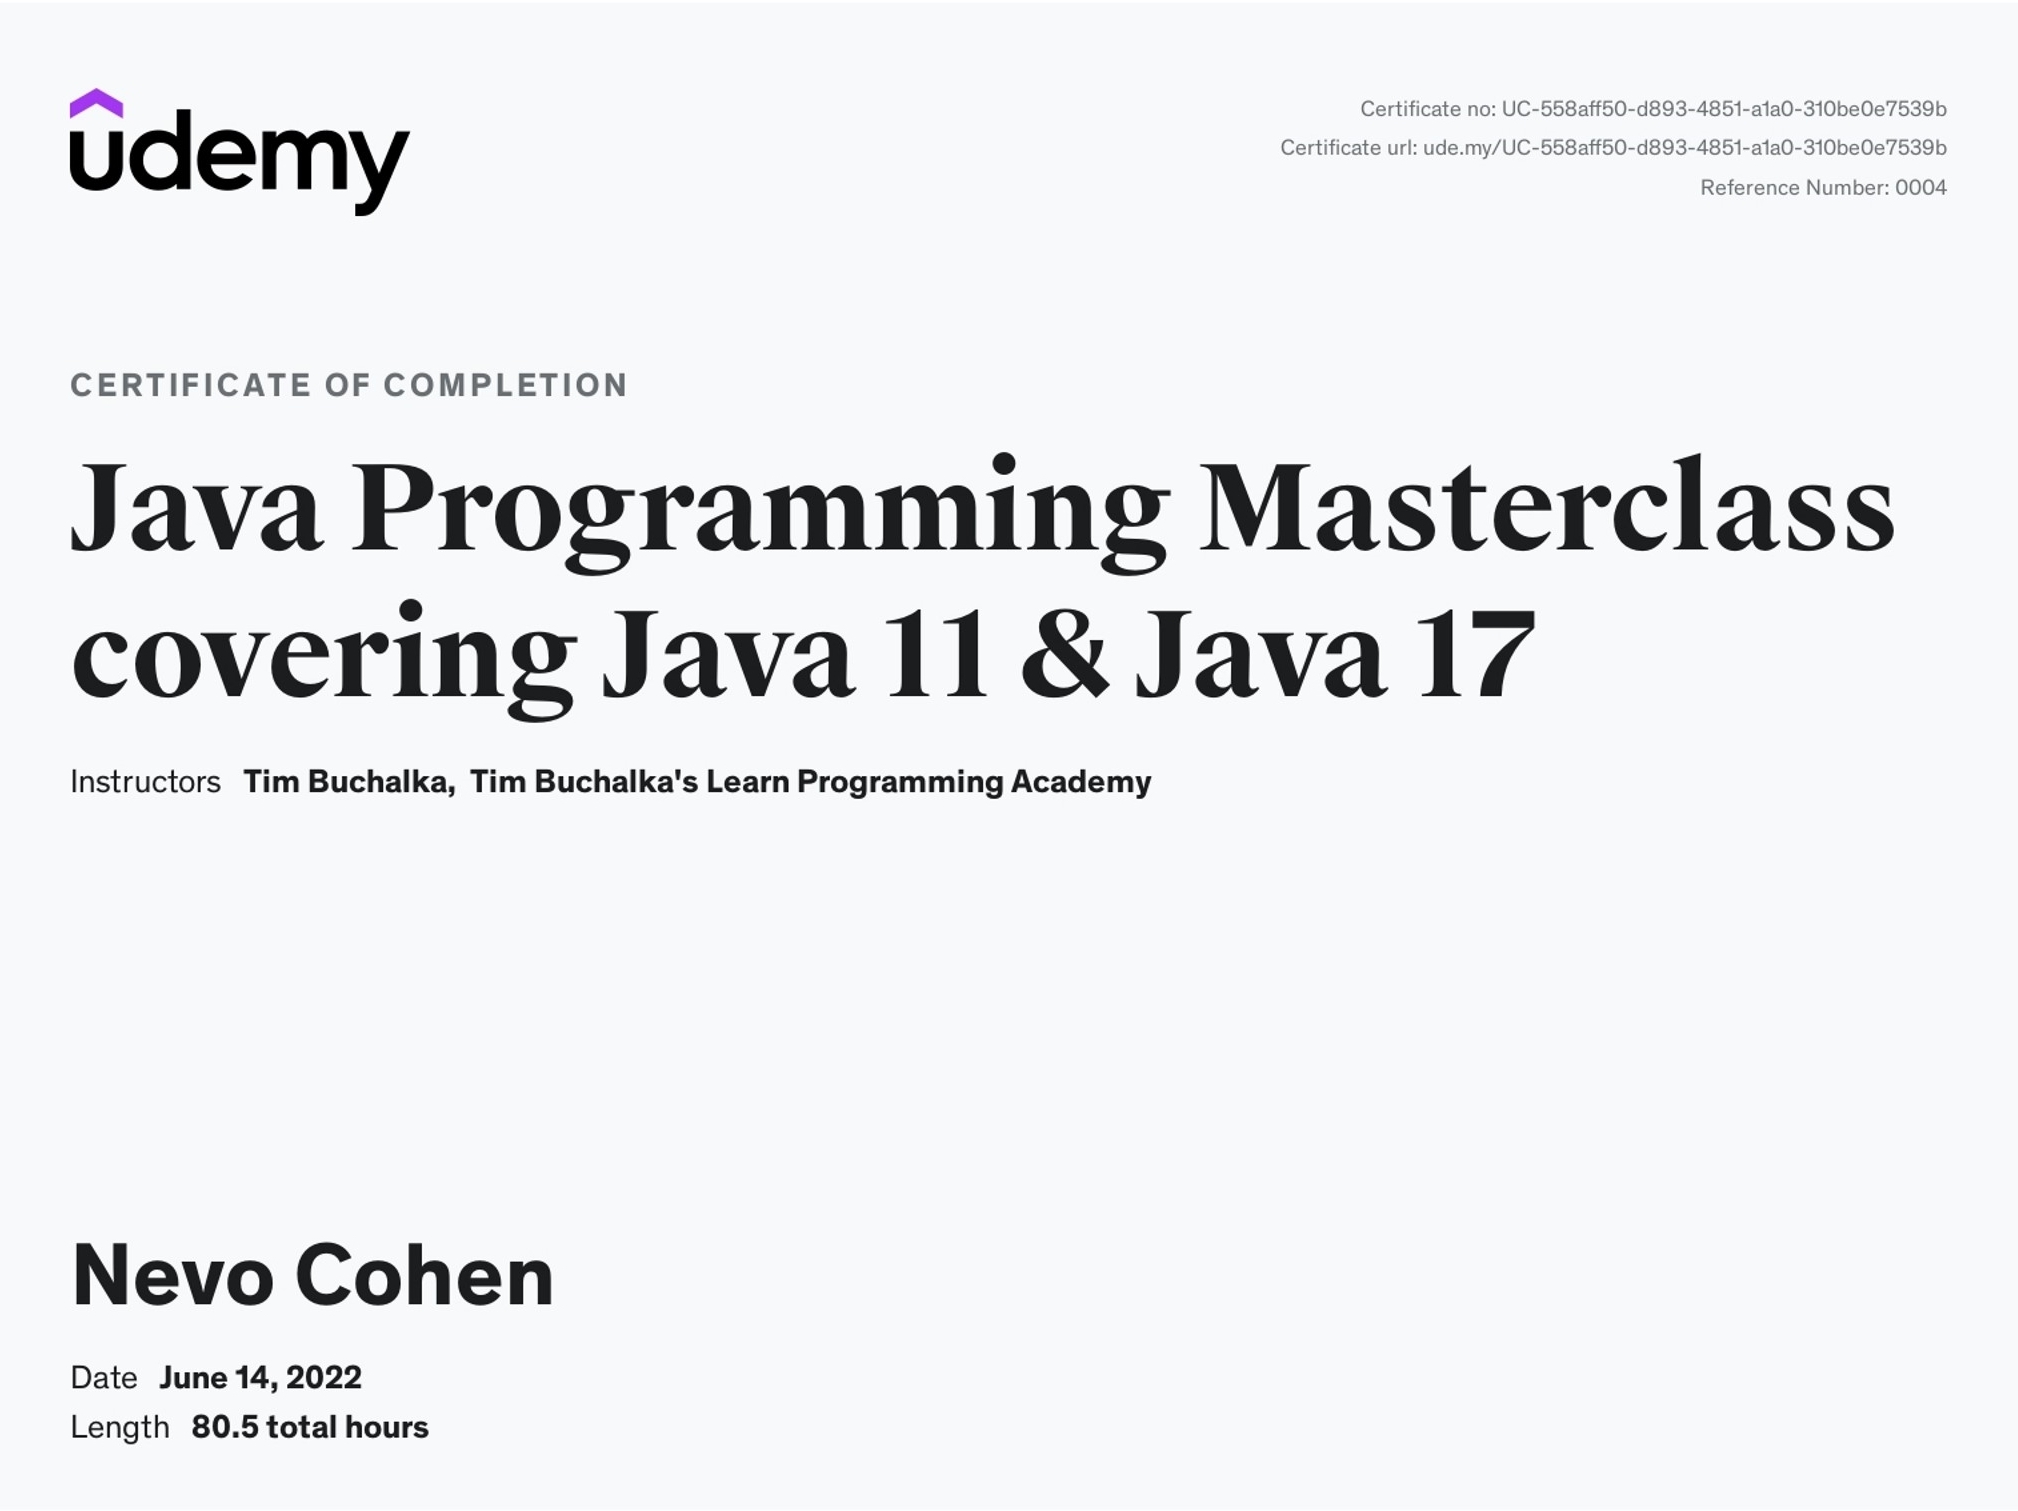 udemy
Certificate no: UC-558aff50-d893-4851-a1a0-310be0e7539b
Certificate url: ude.my/UC-558aff50-d893-4851-a1a0-310be0e7539b
Reference Number: 0004
CERTIFICATE OF COMPLETION
Java Programming Masterclass
covering Java 11 & Java 17
Instructors Tim Buchalka, Tim Buchalka's Learn Programming Academy
Nevo Cohen
Date June 14, 2022
Length 80.5 total hours